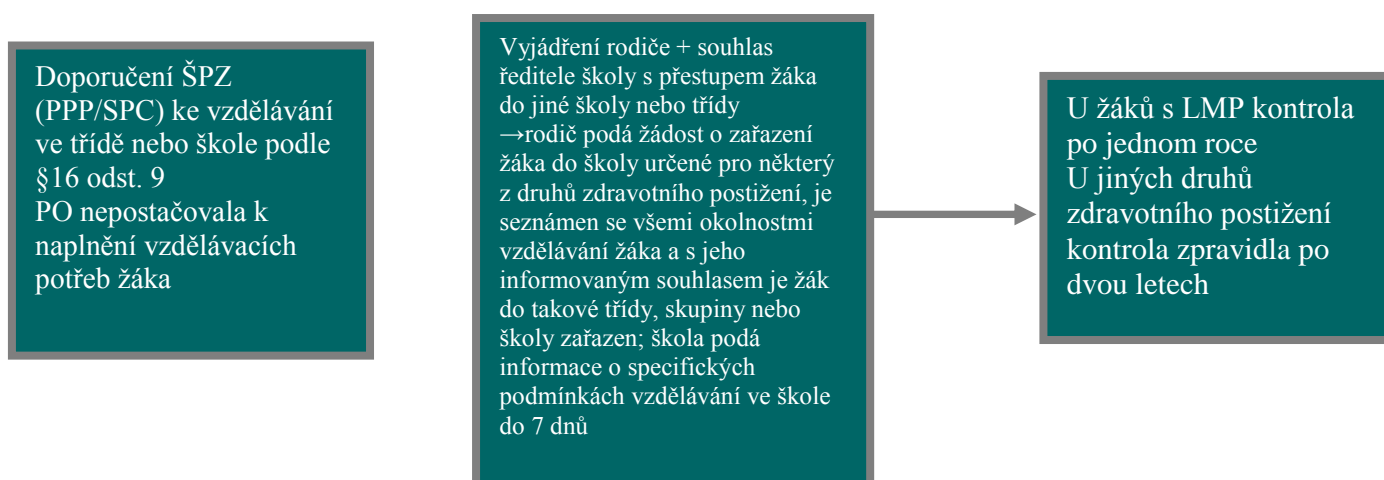 Doporučení ŠPZ
(PPP/SPC) ke vzdělávání
ve třídě nebo škole podle
§16 odst. 9
PO nepostačovala k
naplnění vzdělávacích
potřeb žáka
Vyjádření rodiče + souhlas
ředitele školy s přestupem žáka
do jiné školy nebo třídy
→rodič podá žádost o zařazení
žáka do školy určené pro některý
z druhů zdravotního postižení, je
seznámen se všemi okolnostmi
vzdělávání žáka a s jeho
informovaným souhlasem je žák
do takové třídy, skupiny nebo
školy zařazen; škola podá
informace o specifických
podmínkách vzdělávání ve škole
do 7 dnů
U žáků s LMP kontrola
po jednom roce
U jiných druhů
zdravotního postižení
kontrola zpravidla po
dvou letech